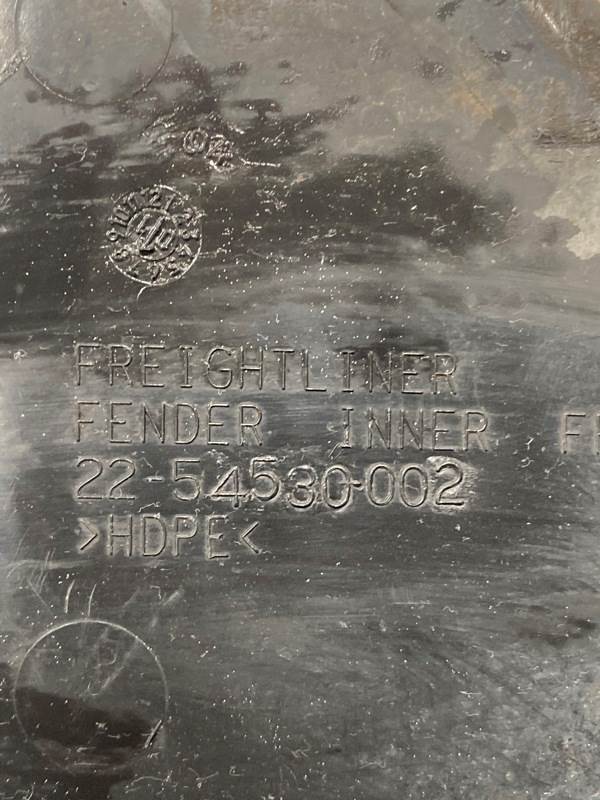 FREIGHTLINER
FENDER INNER F
22-54530-002
>HDPE<